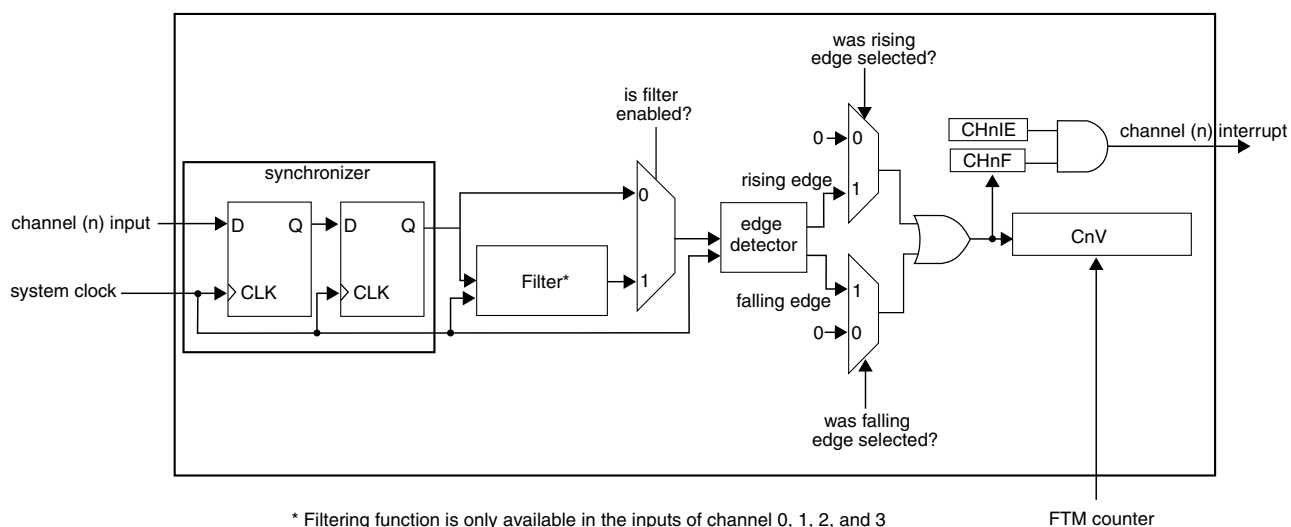 was rising
edge selected?
is filter
enabled?
0
0
CHnIE
channel (n) interrupt
CHnF
synchronizer
rising edge
1
0
channel (n) input
D
Q
D
Q
edge
detector
CnV
Filter*
1
system clock
CLK
CLK
falling edge
1
0
0
was falling
edge selected?
* Filtering function is only available in the inputs of channel 0, 1, 2, and 3
FTM counter